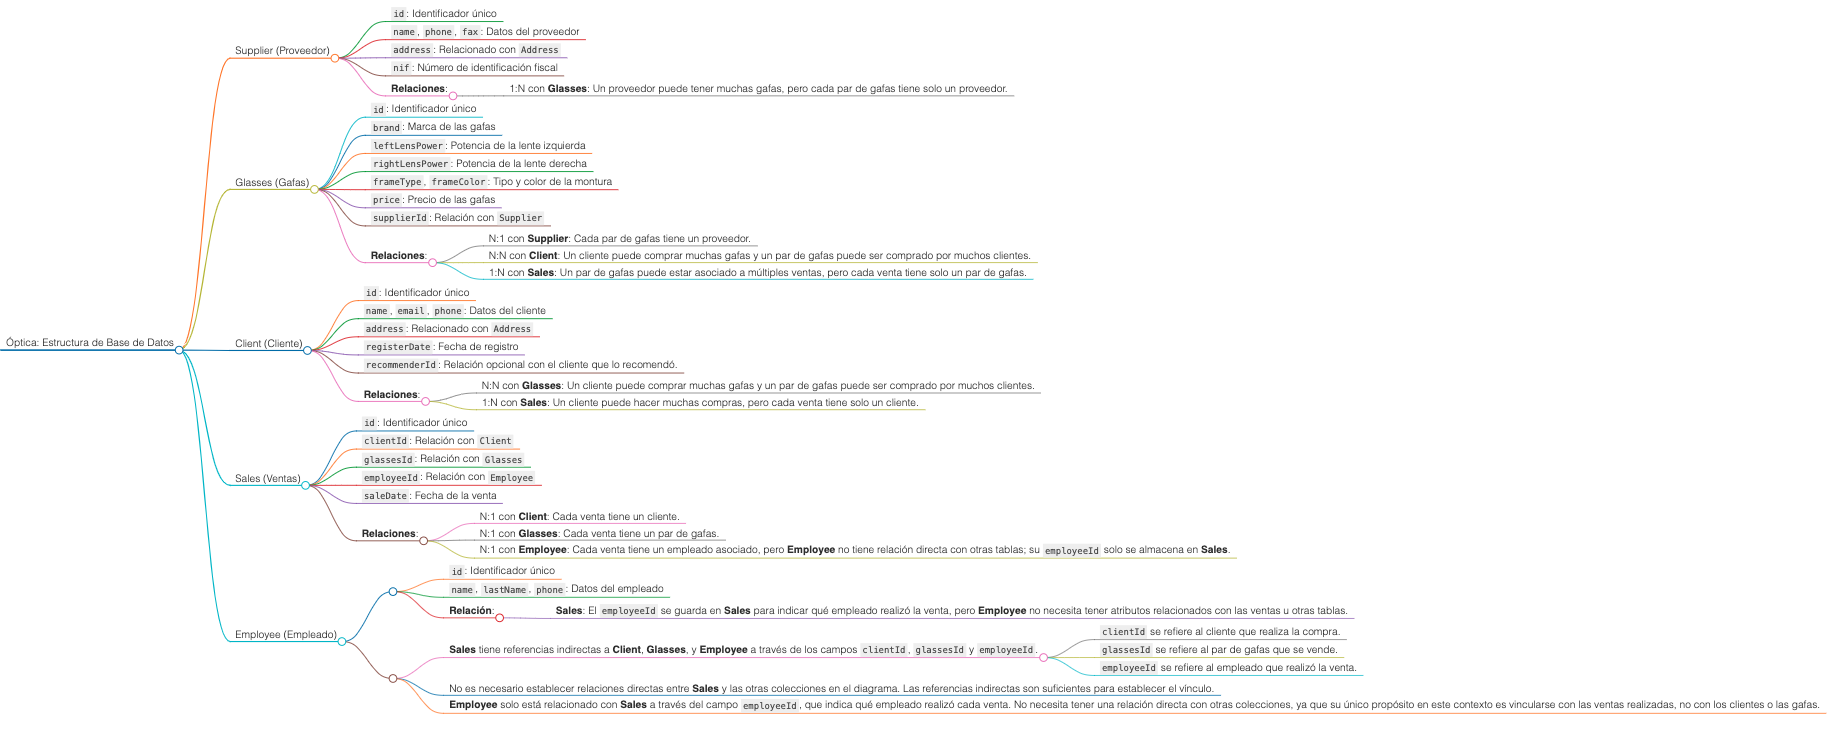 id: Identificador único
name, phone, fax: Datos del proveedor
Supplier (Proveedor)
address: Relacionado con Address
nif: Número de identificación fiscal
Relaciones:
1:N con Glasses: Un proveedor puede tener muchas gafas, pero cada par de gafas tiene solo un proveedor.
id: Identificador único
brand: Marca de las gafas
leftLensPower: Potencia de la lente izquierda
rightLensPower: Potencia de la lente derecha
Glasses (Gafas)
frameType, frameColor: Tipo y color de la montura
price: Precio de las gafas
supplierId: Relación con Supplier
Relaciones:
N:1 con Supplier: Cada par de gafas tiene un proveedor.
N:N con Client: Un cliente puede comprar muchas gafas y un par de gafas puede ser comprado por muchos clientes.
1:N con Sales: Un par de gafas puede estar asociado a múltiples ventas, pero cada venta tiene solo un par de gafas.
Óptica: Estructura de Base de Datos
id: Identificador único
name, email, phone: Datos del cliente
address: Relacionado con Address
Client (Cliente)
registerDate: Fecha de registro
recommenderId: Relación opcional con el cliente que lo recomendó.
Relaciones:
N:N con Glasses: Un cliente puede comprar muchas gafas y un par de gafas puede ser comprado por muchos clientes.
1:N con Sales: Un cliente puede hacer muchas compras, pero cada venta tiene solo un cliente.
id: Identificador único
clientId: Relación con Client
glassesId: Relación con Glasses
employeeId: Relación con Employee
Sales (Ventas)
saleDate: Fecha de la venta
Relaciones:
N:1 con Client: Cada venta tiene un cliente.
N:1 con Glasses: Cada venta tiene un par de gafas.
N:1 con Employee: Cada venta tiene un empleado asociado, pero Employee no tiene relación directa con otras tablas; su employeeId solo se almacena en Sales.
id: Identificador único
name, lastName, phone: Datos del empleado
Relación:
Sales: El employeeId se guarda en Sales para indicar qué empleado realizó la venta, pero Employee no necesita tener atributos relacionados con las ventas u otras tablas.
Employee (Empleado)
Sales tiene referencias indirectas a Client, Glasses, y Employee a través de los campos clientId, glassesId y employeeId.
clientId se refiere al cliente que realiza la compra.
glassesId se refiere al par de gafas que se vende.
employeeId se refiere al empleado que realizó la venta.
No es necesario establecer relaciones directas entre Sales y las otras colecciones en el diagrama. Las referencias indirectas son suficientes para establecer el vínculo.
Employee solo está relacionado con Sales a través del campo employeeId, que indica qué empleado realizó cada venta. No necesita tener una relación directa con otras colecciones, ya que su único propósito en este contexto es vincularse con las ventas realizadas, no con los clientes o las gafas.